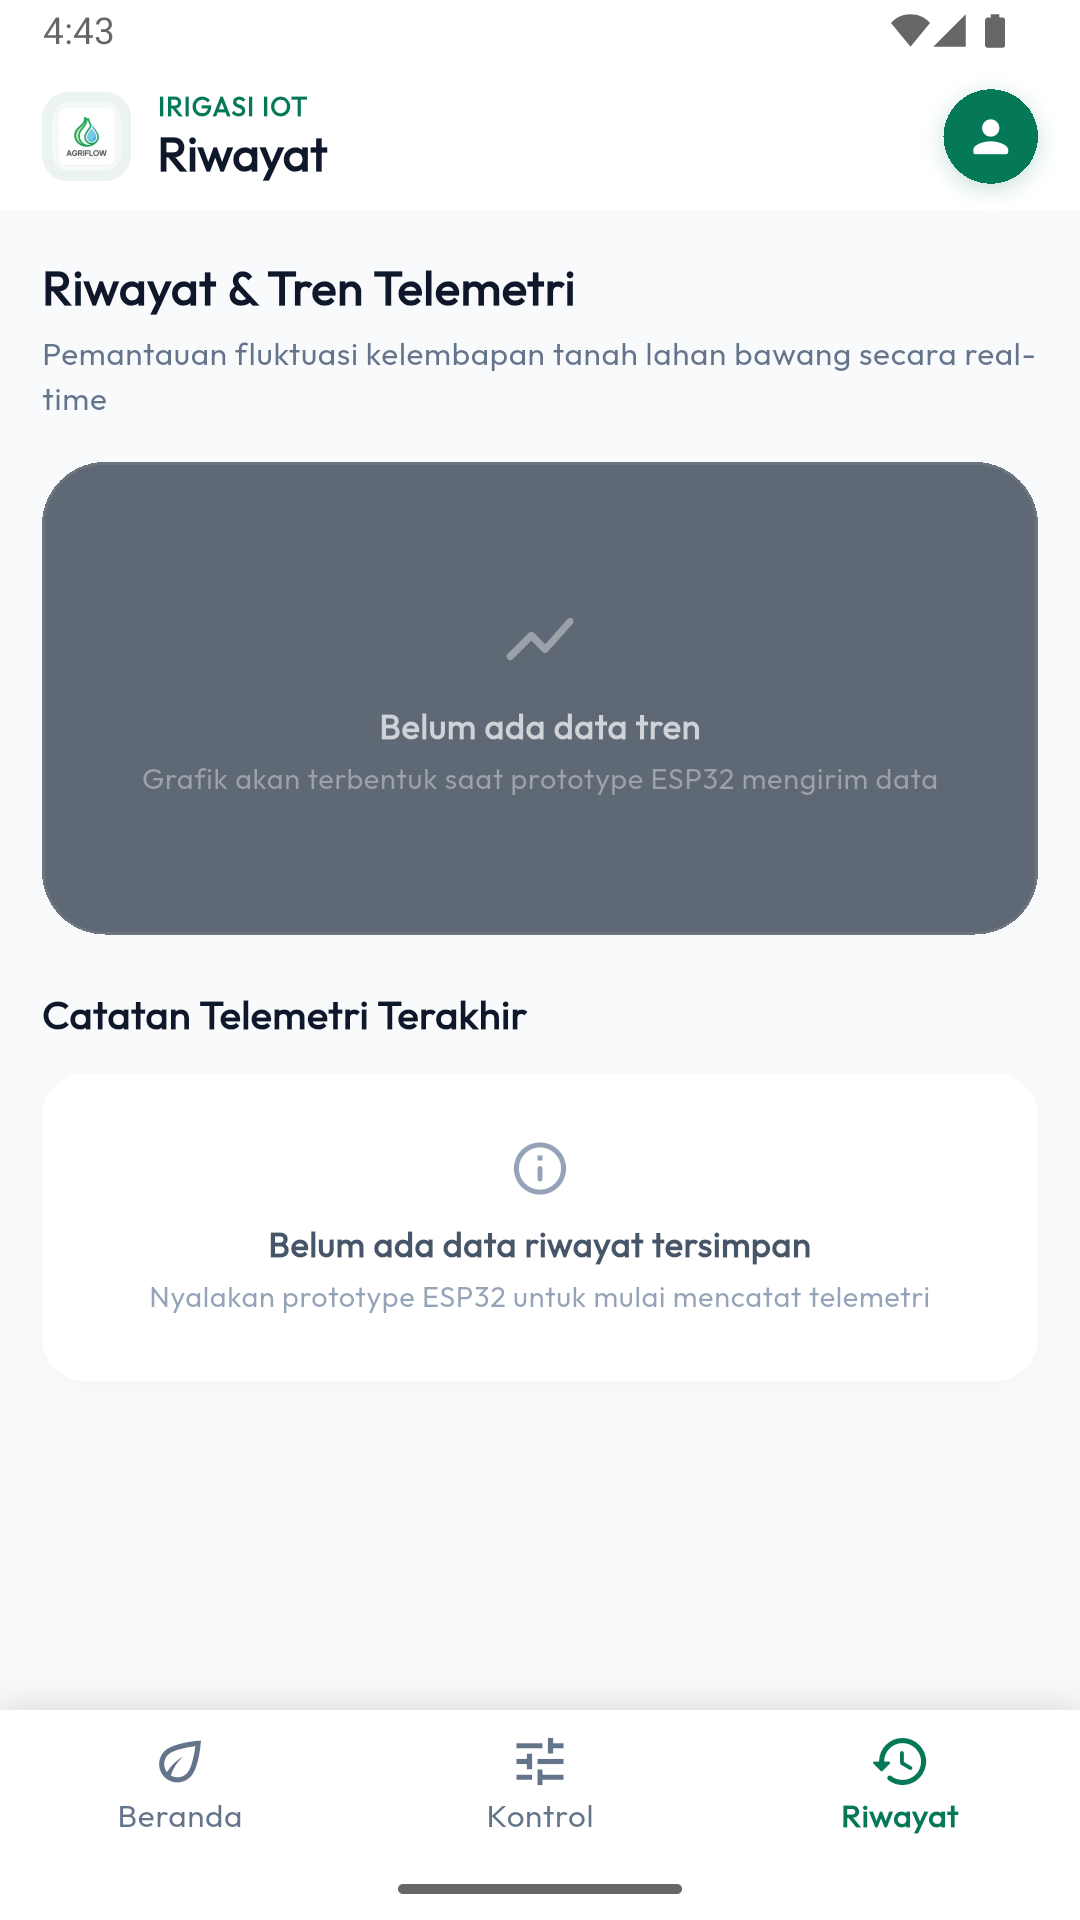 4:43
IRIGASI IOT
AGRIFLOW
Riwayat
Riwayat & Tren Telemetri
Pemantauan fluktuasi kelembapan tanah lahan bawang secara real-
time
Belum ada data tren
Grafik akan terbentuk saat prototype ESP32 mengirim data
Catatan Telemetri Terakhir
Belum ada data riwayat tersimpan
Nyalakan prototype ESP32 untuk mulai mencatat telemetri
Beranda
Kontrol
Riwayat